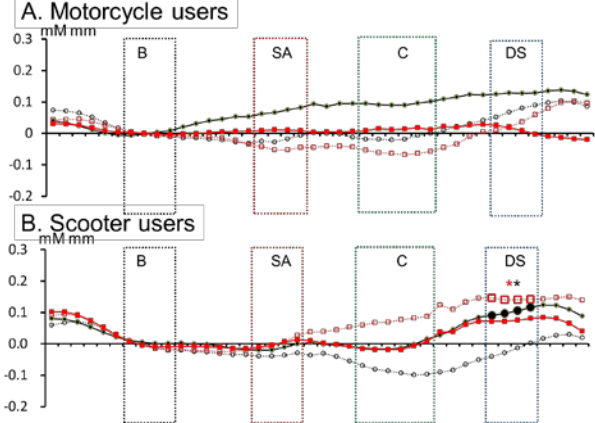 A. Motorcycle users
mM mm
0.3
B SA C DS
0.2
0.1
0
-0.1
-0.2
B. Scooter users
mM mm
0.3
B SA C DS
**
0.2
0.1
0.0
-0.1
-0.2